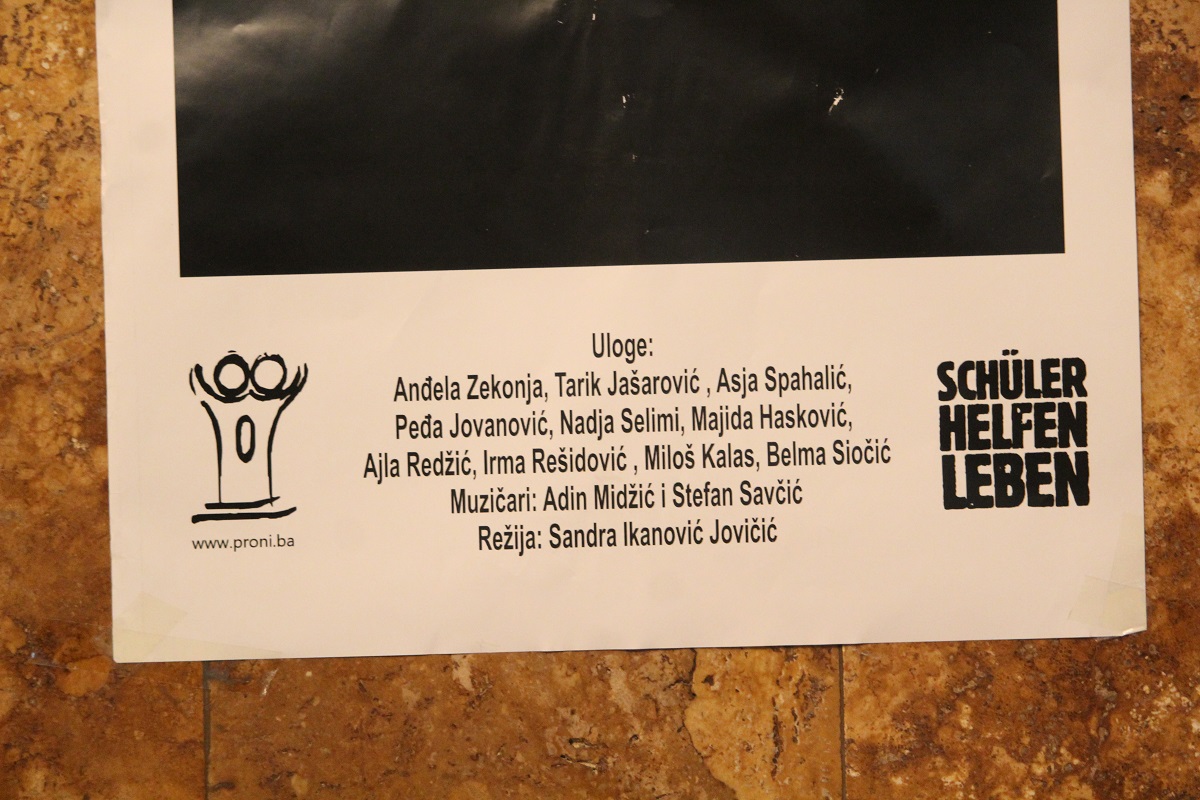 Uloge:
Anđela Zekonja, Tarik Jašarović , Asja Spahalić,
Peđa Jovanović, Nadja Selimi, Majida Hasković,
Ajla Redžić, Irma Rešidović , Miloš Kalas, Belma Siočić
Muzičari: Adin Midžić i Stefan Savčić
Režija: Sandra Ikanović Jovičić
www.proni.ba
SCHÜLER
HELFEN
LEBEN